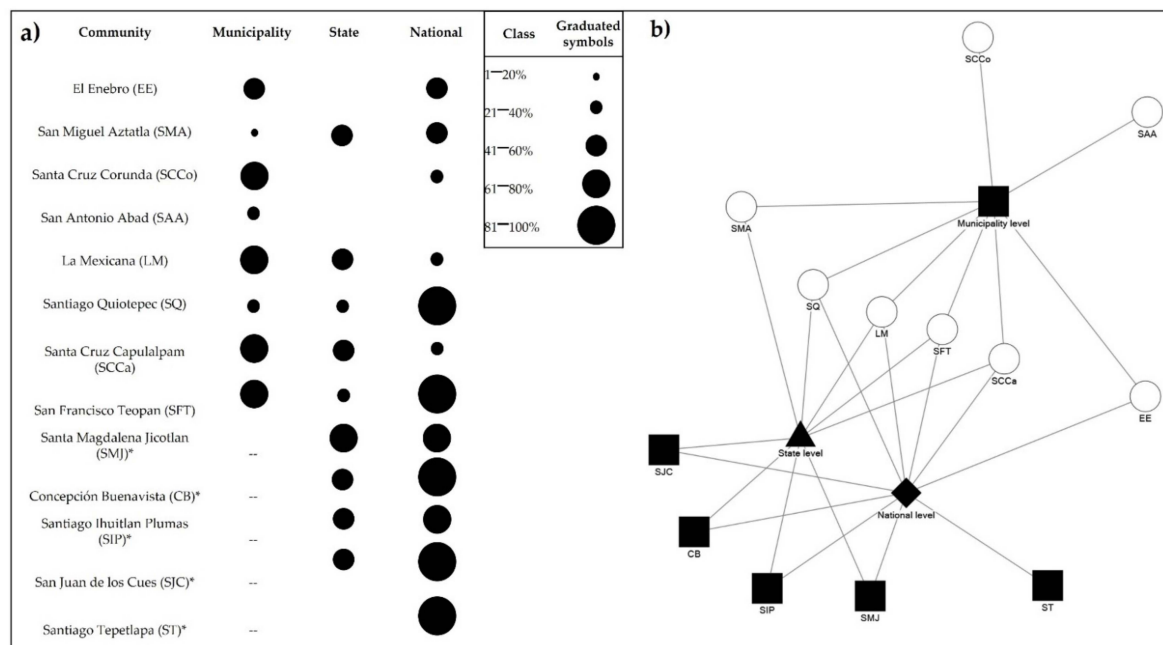 a)
Community Municipality State National
El Enebro (EE)
San Miguel Aztatla (SMA)
Santa Cruz Corunda (SCCo)
San Antonio Abad (SAA)
La Mexicana (LM)
Santiago Quiotepec (SQ)
Santa Cruz Capulalpam
(SCCa)
San Francisco Teopan (SFT)
Santa Magdalena Jicotlan
(SMJ)* --
Concepción Buenavista (CB)* --
Santiago Ihuitlan Plumas
(SIP)* --
San Juan de los Cues (SJC)* --
Santiago Tepetlapa (ST)* --
Class Graduated
symbols
1—20%
21—40%
41—60%
61—80%
81—100%
b)
SCCo
SAA
SMA
Municipality level
SQ
LM
SFT
SCCa
EE
State level
SJC
National level
CB
SIP
SMJ
ST